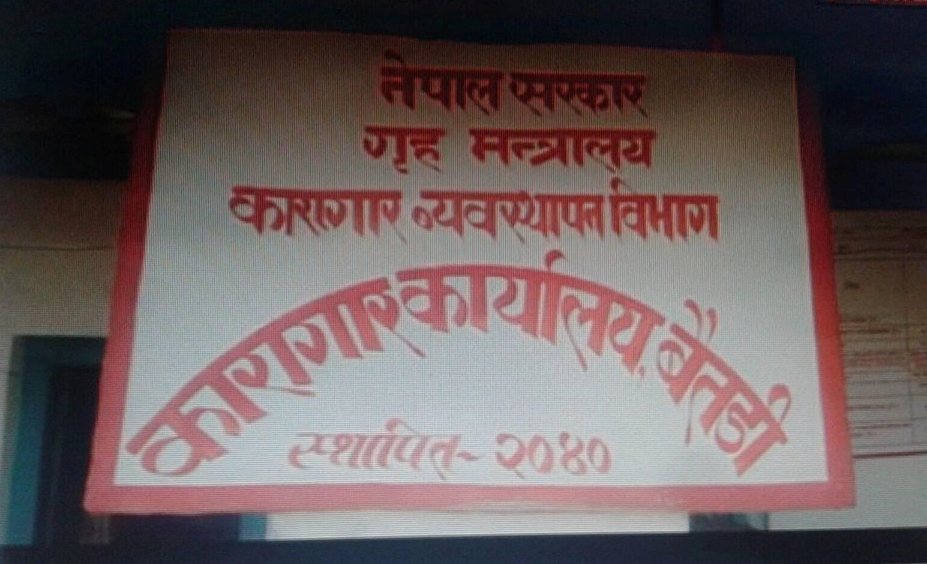 नेपाल सरकार
गृह मन्त्रालय
कारागार व्यवस्थापन विभाग
कारागार कार्यालय, बैतडी
स्थापित- २०४०